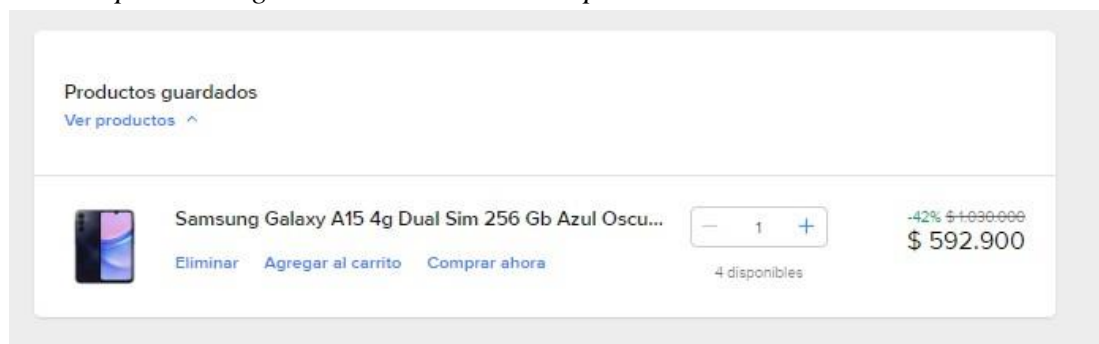 Productos guardados
Ver productos
Samsung Galaxy A15 4g Dual Sim 256 Gb Azul Oscu...
Eliminar Agregar al carrito Comprar ahora
- 1 +
4 disponibles
-42% $ 1.030.000
$ 592.900